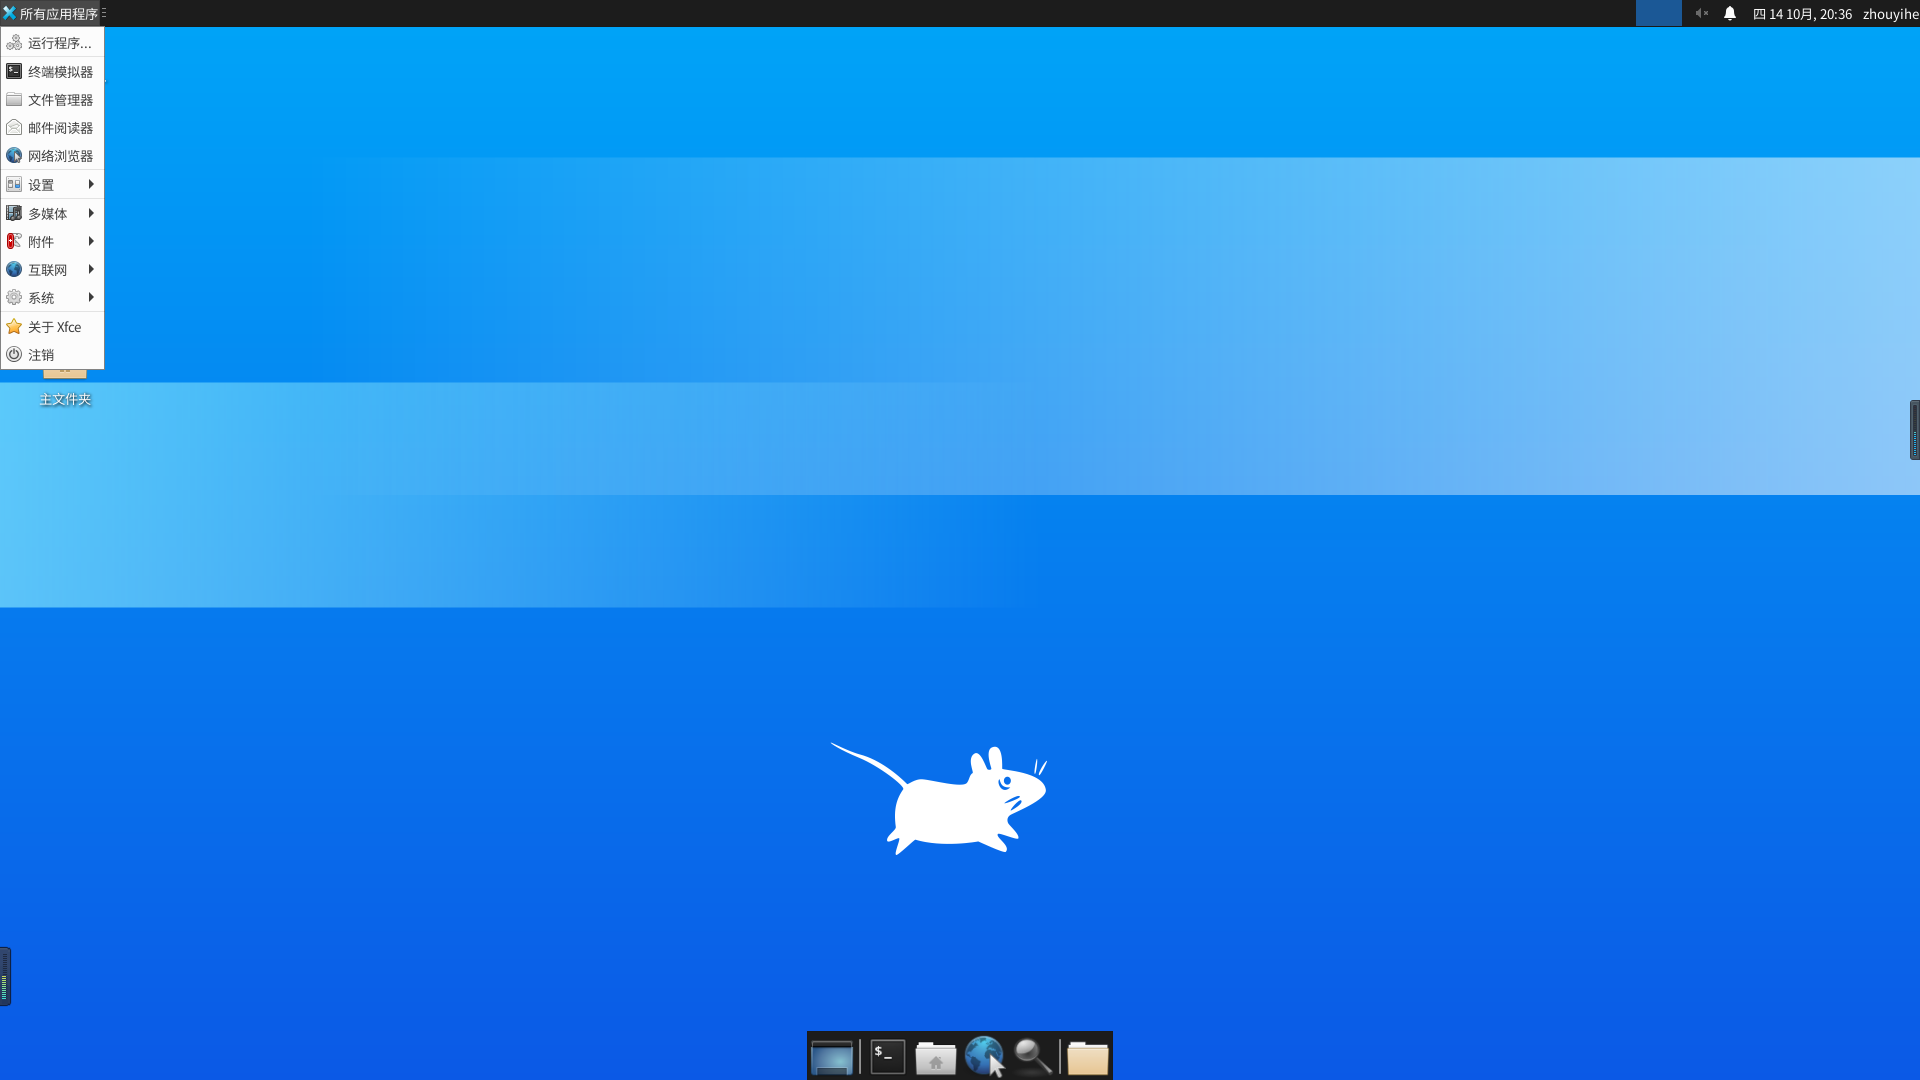 所有应用程序
四 14 10月, 20:36 zhouyihe
运行程序...
终端模拟器
文件管理器
邮件阅读器
网络浏览器
设置
多媒体
附件
互联网
系统
关于 Xfce
注销
主文件夹
$_